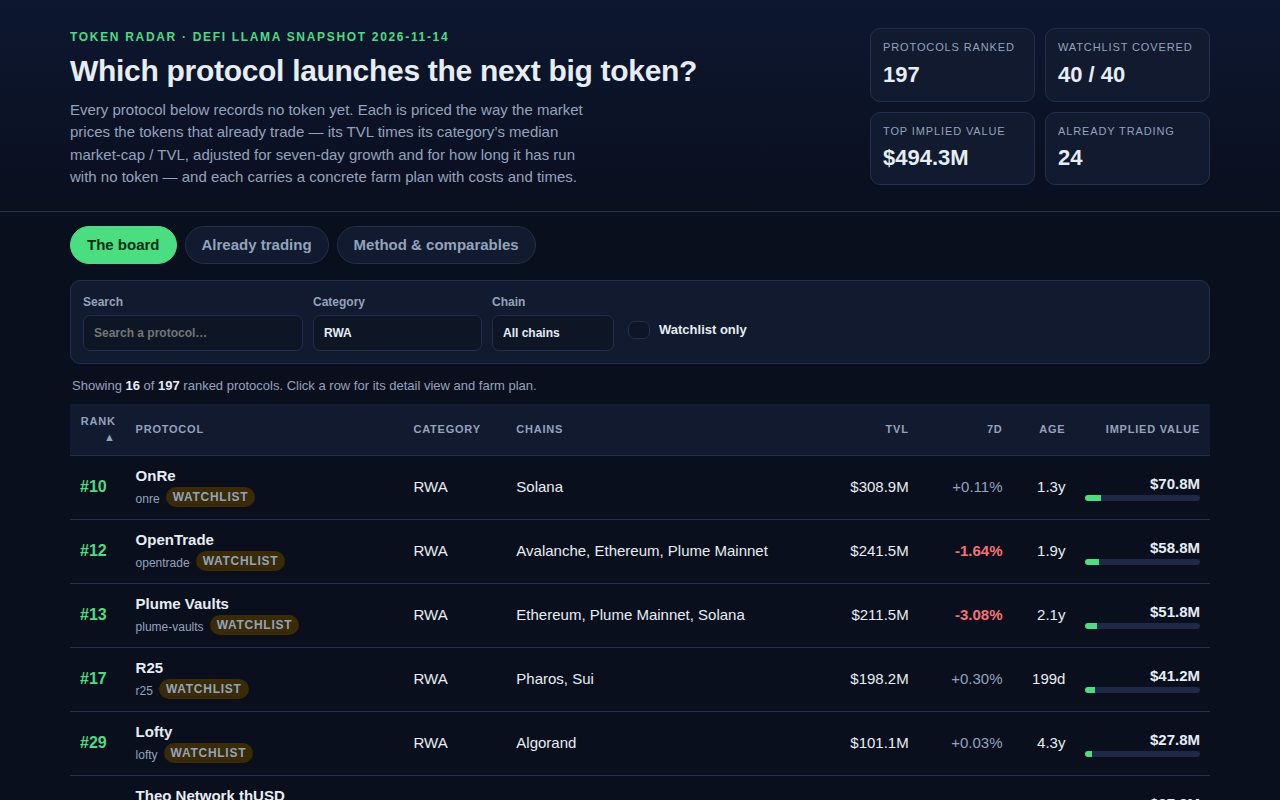 TOKEN RADAR · DEFI LLAMA SNAPSHOT 2026-11-14
Which protocol launches the next big token?
Every protocol below records no token yet. Each is priced the way the market
prices the tokens that already trade — its TVL times its category's median
market-cap / TVL, adjusted for seven-day growth and for how long it has run
with no token — and each carries a concrete farm plan with costs and times.
PROTOCOLS RANKED
197
WATCHLIST COVERED
40 / 40
TOP IMPLIED VALUE
$494.3M
ALREADY TRADING
24
The board
Already trading
Method & comparables
Search
Category
Chain
Search a protocol…
RWA
All chains
Watchlist only
Showing 16 of 197 ranked protocols. Click a row for its detail view and farm plan.
RANK ▲ PROTOCOL CATEGORY CHAINS TVL 7D AGE IMPLIED VALUE
#10 OnRe RWA Solana $308.9M +0.11% 1.3y $70.8M
onre WATCHLIST
#12 OpenTrade RWA Avalanche, Ethereum, Plume Mainnet $241.5M -1.64% 1.9y $58.8M
opentrade WATCHLIST
#13 Plume Vaults RWA Ethereum, Plume Mainnet, Solana $211.5M -3.08% 2.1y $51.8M
plume-vaults WATCHLIST
#17 R25 RWA Pharos, Sui $198.2M +0.30% 199d $41.2M
r25 WATCHLIST
#29 Lofty RWA Algorand $101.1M +0.03% 4.3y $27.8M
lofty WATCHLIST
Theo Network thUSD